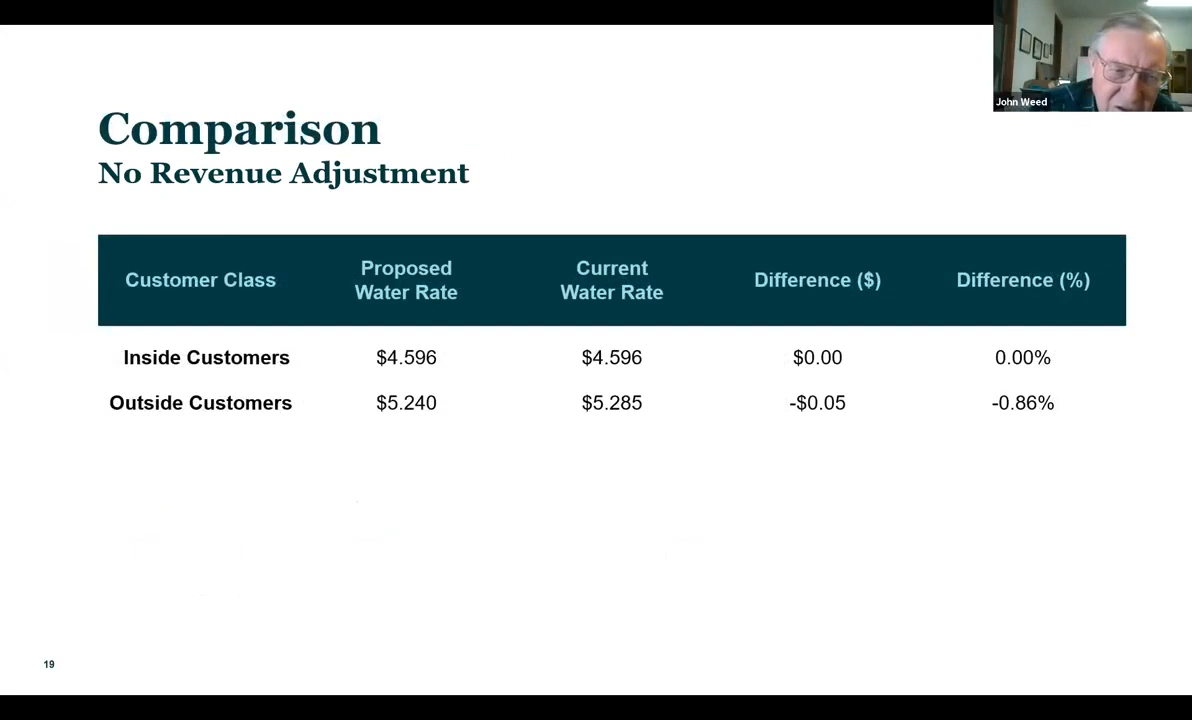 John Weed
Comparison
No Revenue Adjustment
Customer Class
Proposed
Water Rate
Current
Water Rate
Difference ($)
Difference (%)
Inside Customers $4.596 $4.596 $0.00 0.00%
Outside Customers $5.240 $5.285 -$0.05 -0.86%
19